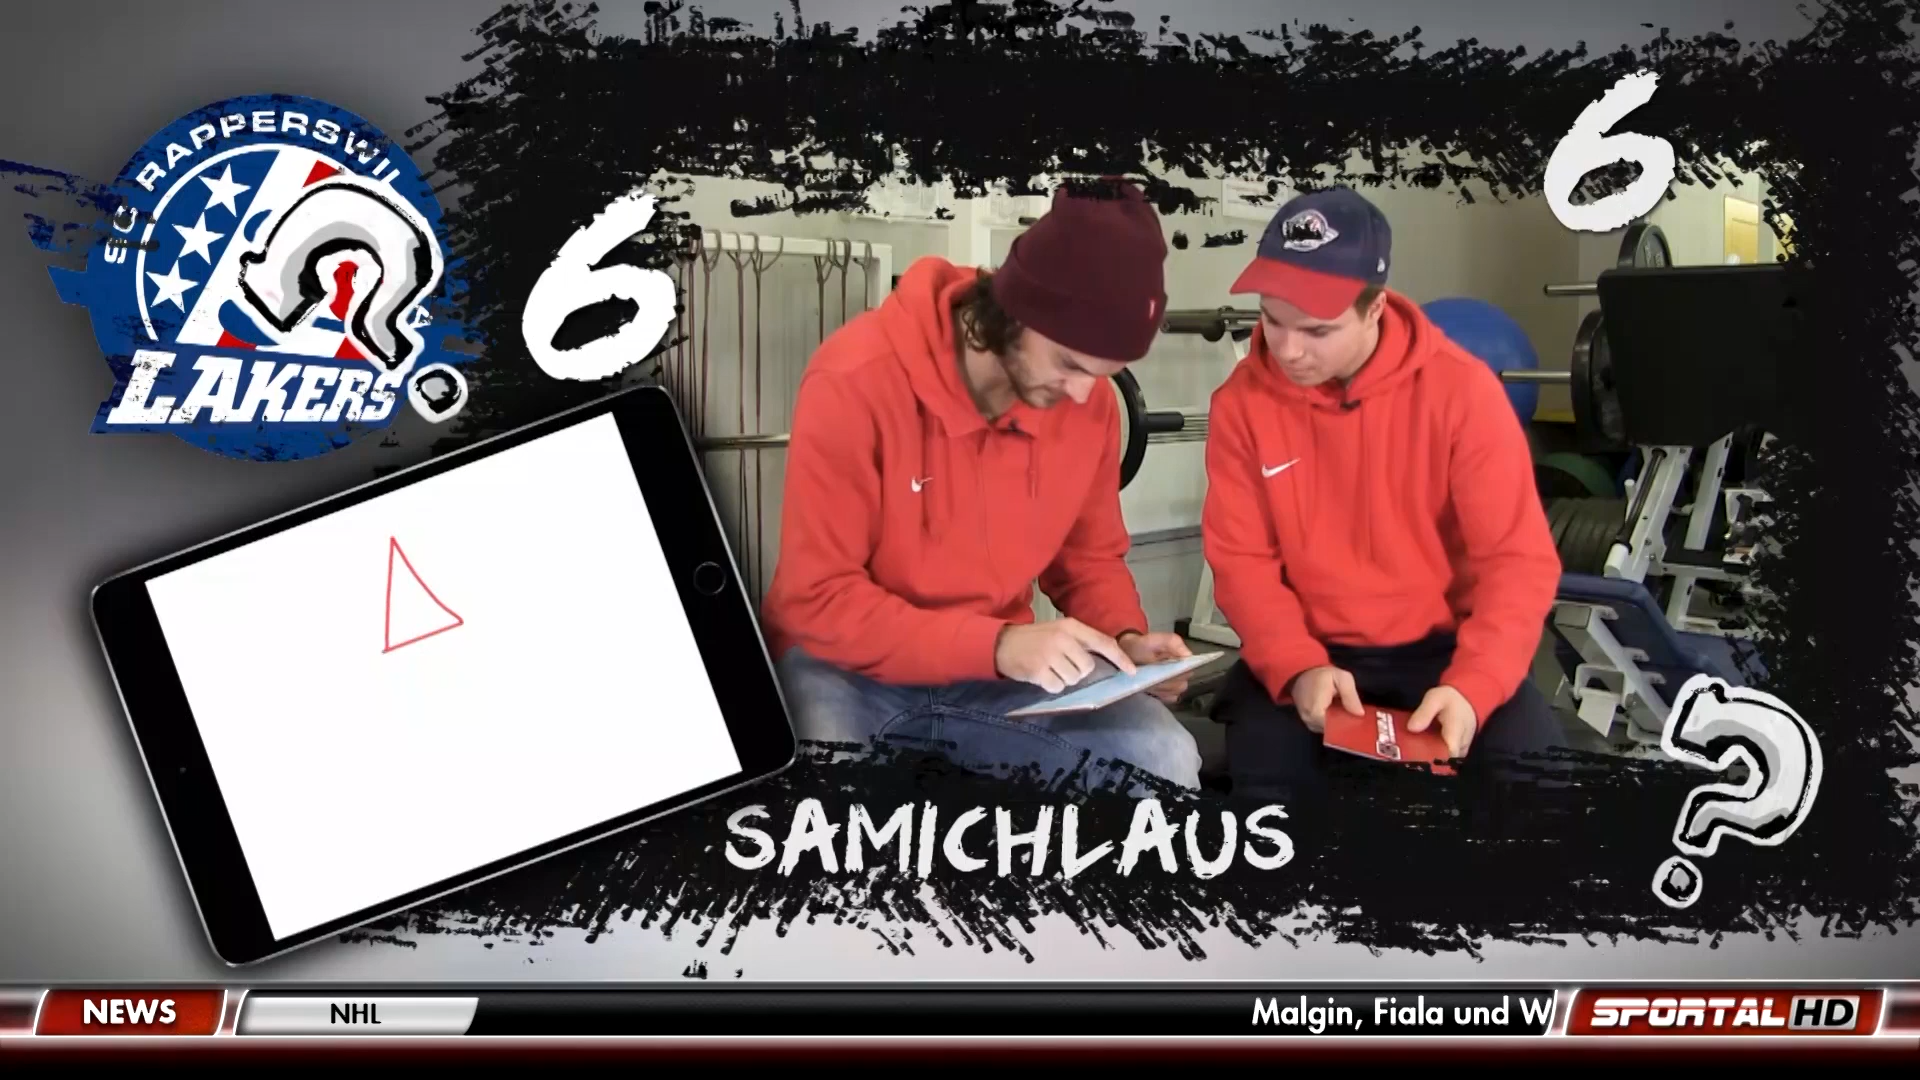 SC RAPPERSWIL
LAKERS
6
6
?
?
SAMICHLAUS
NEWS
NHL
Malgin, Fiala und W
SPORTAL HD